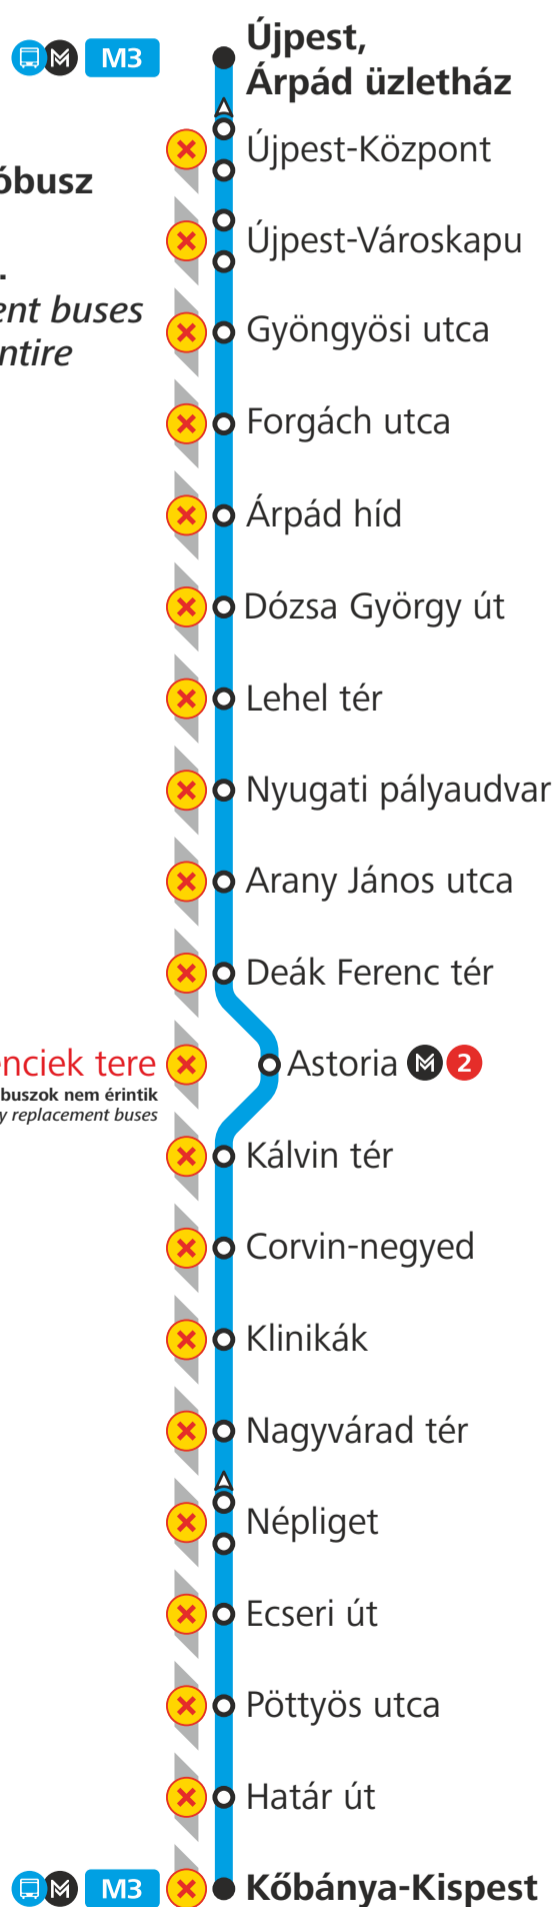 M3
Újpest,
Árpád üzletház
Újpest-Központ
óbusz
Újpest-Városkapu
.
ent buses
Gyöngyösi utca
ntire
Forgách utca
Árpád híd
Dózsa György út
Lehel tér
Nyugati pályaudvar
Arany János utca
Deák Ferenc tér
enciek tere
Astoria M 2
buszok nem érintik
y replacement buses
Kálvin tér
Corvin-negyed
Klinikák
Nagyvárad tér
Népliget
Ecseri út
Pöttyös utca
Határ út
M3 Kőbánya-Kispest